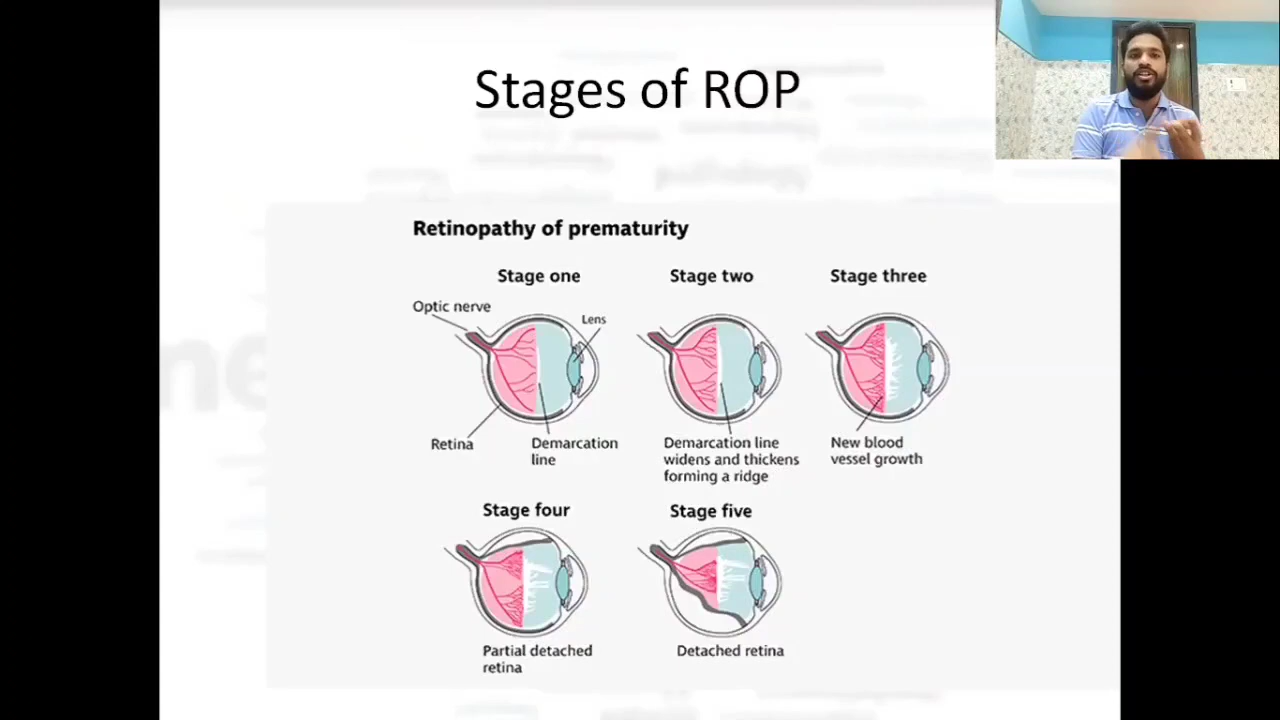 Stages of ROP
Retinopathy of prematurity
Stage one
Stage two
Stage three
Optic nerve
Lens
Retina
Demarcation
line
Demarcation line
widens and thickens
forming a ridge
New blood
vessel growth
Stage four
Stage five
Partial detached
retina
Detached retina